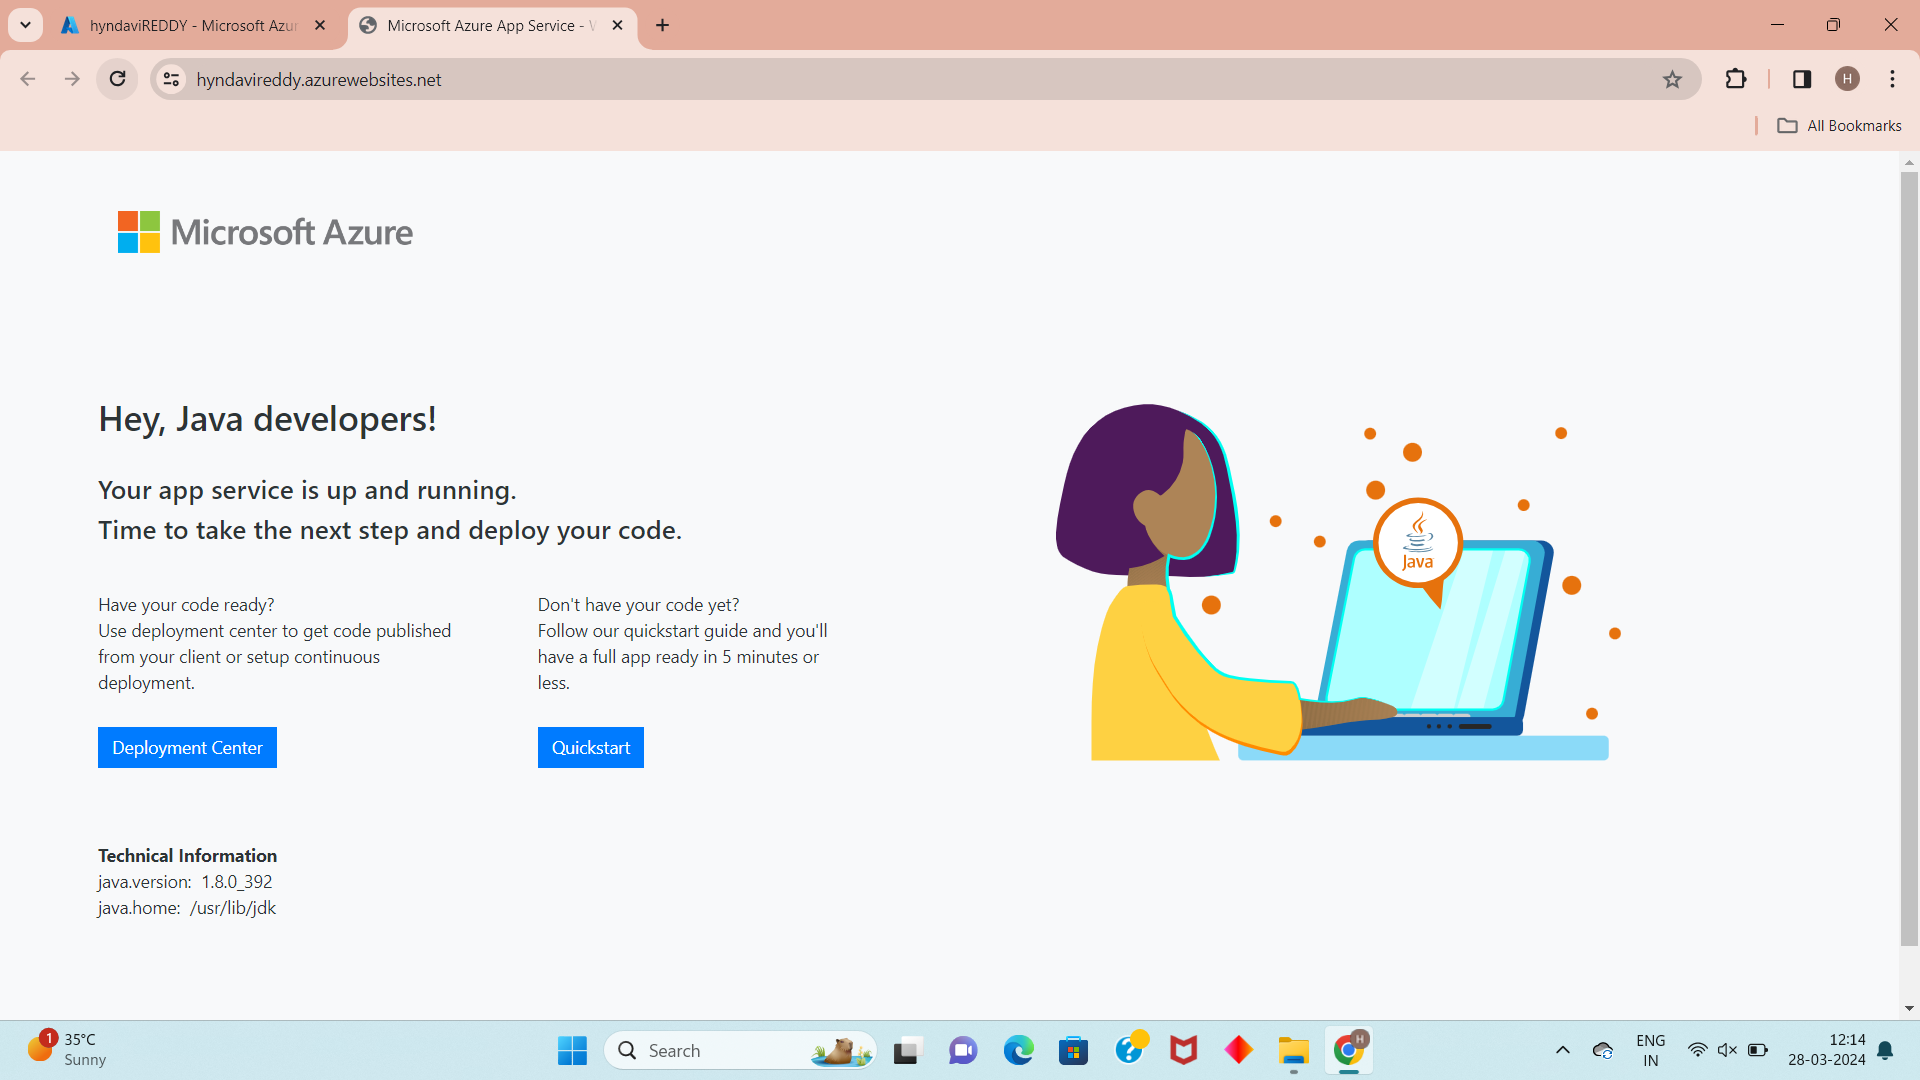 hyndaviREDDY - Microsoft Azur
Microsoft Azure App Service - W
hyndavireddy.azurewebsites.net
H
All Bookmarks
Microsoft Azure
Hey, Java developers!
Your app service is up and running.
Time to take the next step and deploy your code.
Have your code ready?
Use deployment center to get code published
from your client or setup continuous
deployment.
Deployment Center
Don't have your code yet?
Follow our quickstart guide and you'll
have a full app ready in 5 minutes or
less.
Quickstart
Java
Technical Information
java.version: 1.8.0_392
java.home: /usr/lib/jdk
1
35°C
Sunny
Search
H
ENG
IN
12:14
28-03-2024